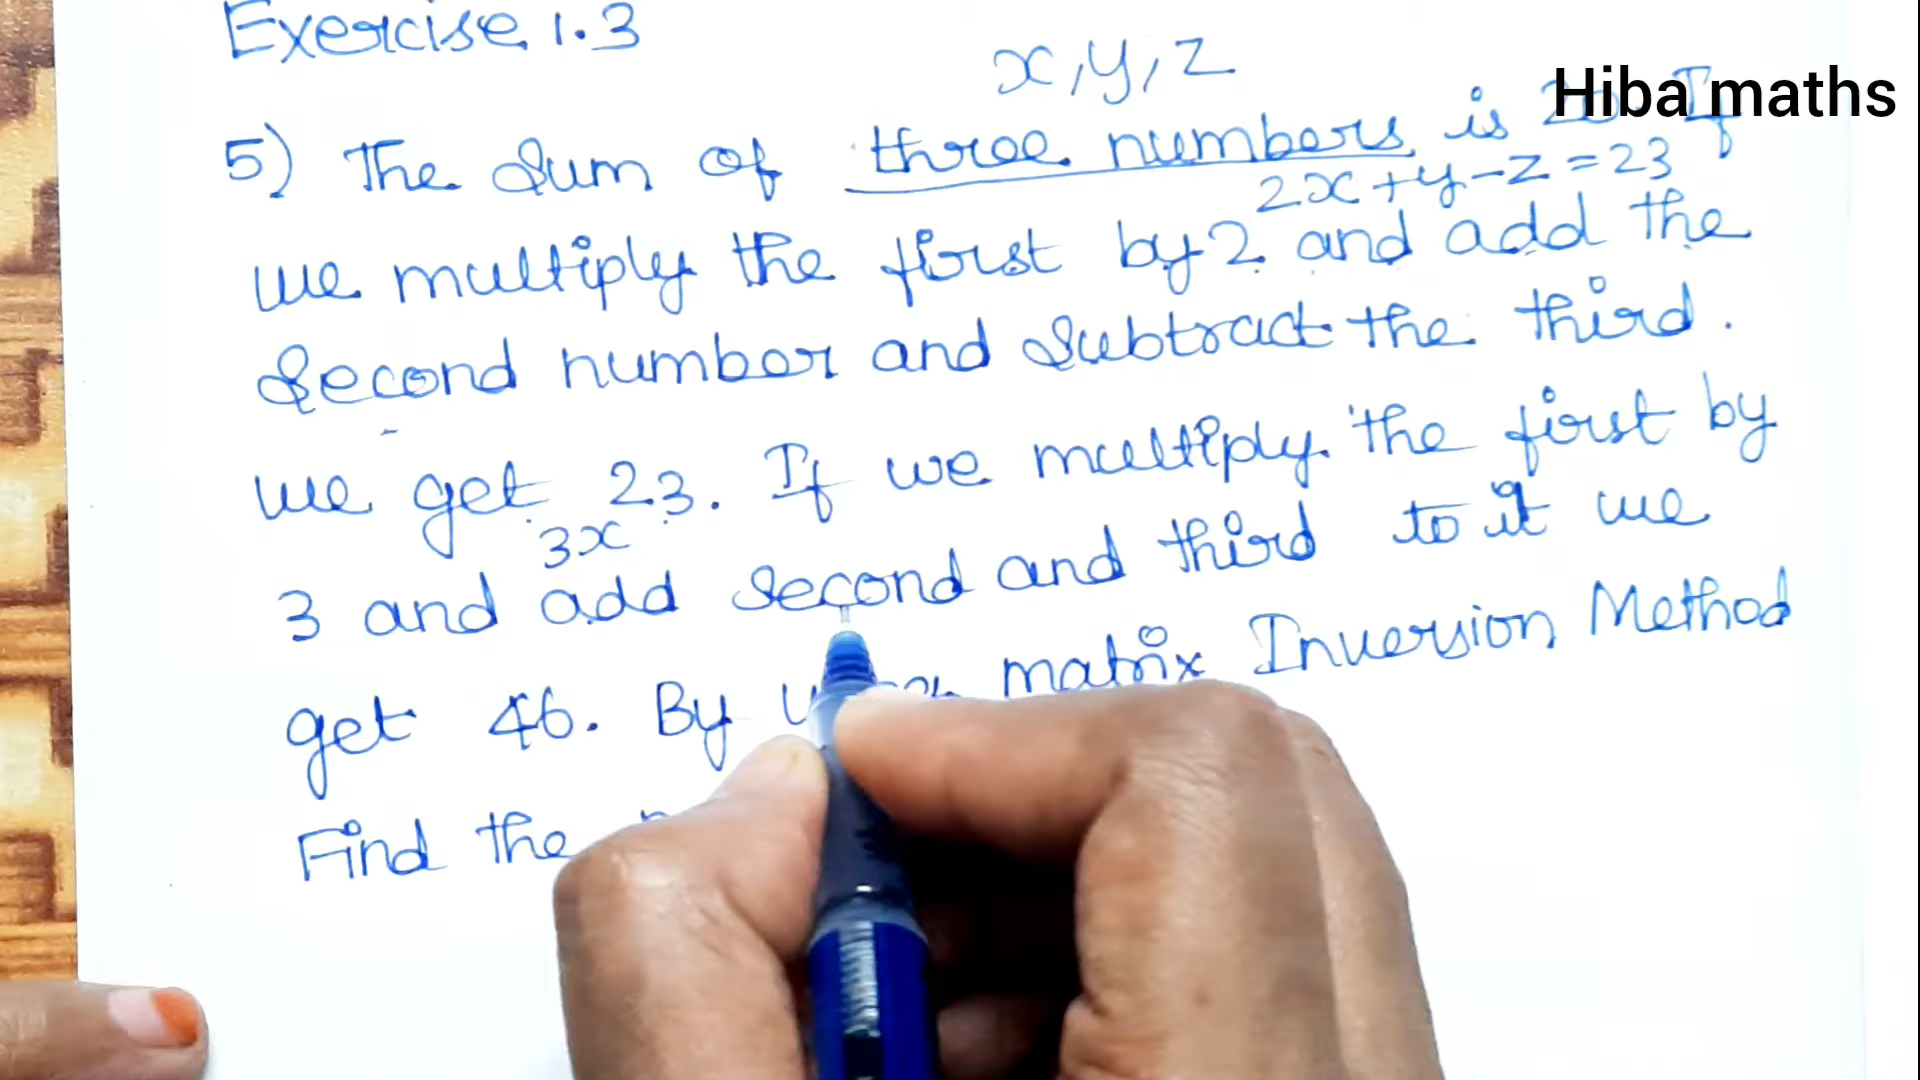 Exercise 1.3
x, y, z
Hiba maths
5) The Sum of three numbers is If
2x+y-z=23
we multiply the first by 2 and add the
Second number and Subtract the third.
we get 23. If we multiply the first by
3x
3 and add Second and third to it we
get 46. By matrix Inversion Method
Find the